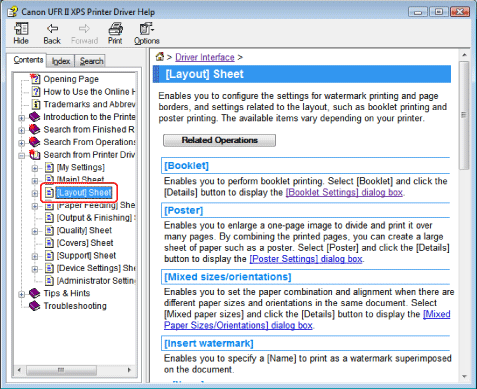 Canon UFR II XPS Printer Driver Help
Hide Back Forward Print Options
Contents Index Search
Opening Page
How to Use the Online H
Trademarks and Abbrev
Introduction to the Printe
Search from Finished R
Search From Operations
Search from Printer Driv
[My Settings]
[Main] Sheet
[Layout] Sheet
[Paper Feeding] She
[Output & Finishing] S
[Quality] Sheet
[Covers] Sheet
[Support] Sheet
[Device Settings] Sh
[Administrator Setting
Tips & Hints
Troubleshooting
> Driver Interface >
[Layout] Sheet
Enables you to configure the settings for watermark printing and page
borders, and settings related to the layout, such as booklet printing and
poster printing. The available items vary depending on your printer.
Related Operations
[Booklet]
Enables you to perform booklet printing. Select [Booklet] and click the
[Details] button to display the [Booklet Settings] dialog box.
[Poster]
Enables you to enlarge a one-page image to divide and print it over
many pages. By combining the printed pages, you can create a large
sheet of paper such as a poster. Select [Poster] and click the [Details]
button to display the [Poster Settings] dialog box.
[Mixed sizes/orientations]
Enables you to set the paper combination and alignment when there are
different paper sizes and orientations in the same document. Select
[Mixed paper sizes] and click the [Details] button to display the [Mixed
Paper Sizes/Orientations] dialog box.
[Insert watermark]
Enables you to specify a [Name] to print as a watermark superimposed
on the document.